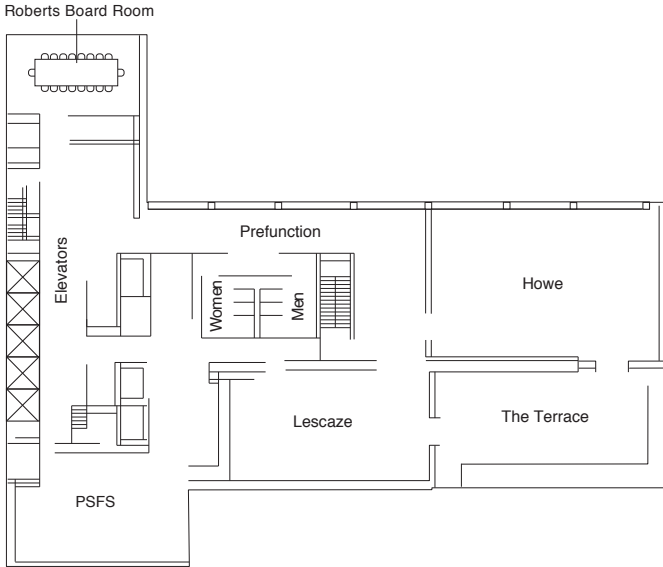 Roberts Board Room
Prefunction
Elevators
Women
Men
Howe
Lescaze
The Terrace
PSFS